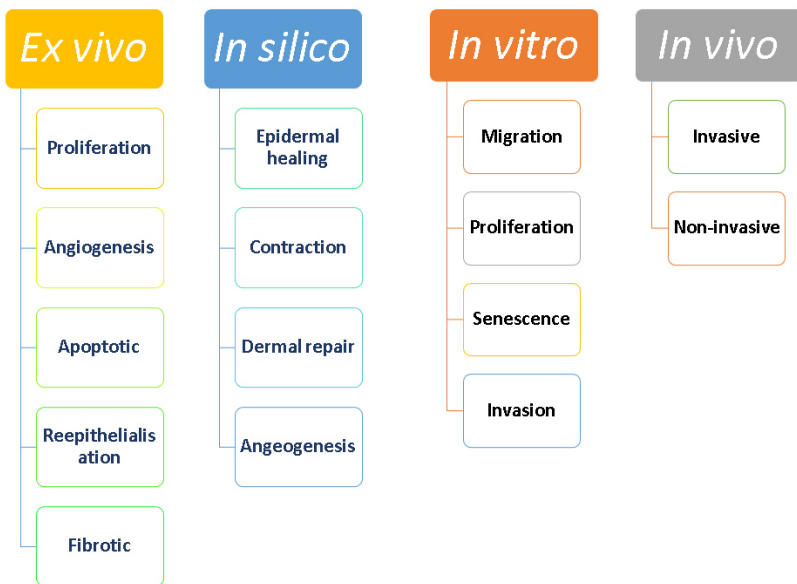 Ex vivo
Proliferation
Angiogenesis
Apoptotic
Reepithelialis
ation
Fibrotic
In silico
Epidermal
healing
Contraction
Dermal repair
Angeogenesis
In vitro
Migration
Proliferation
Senescence
Invasion
In vivo
Invasive
Non-invasive